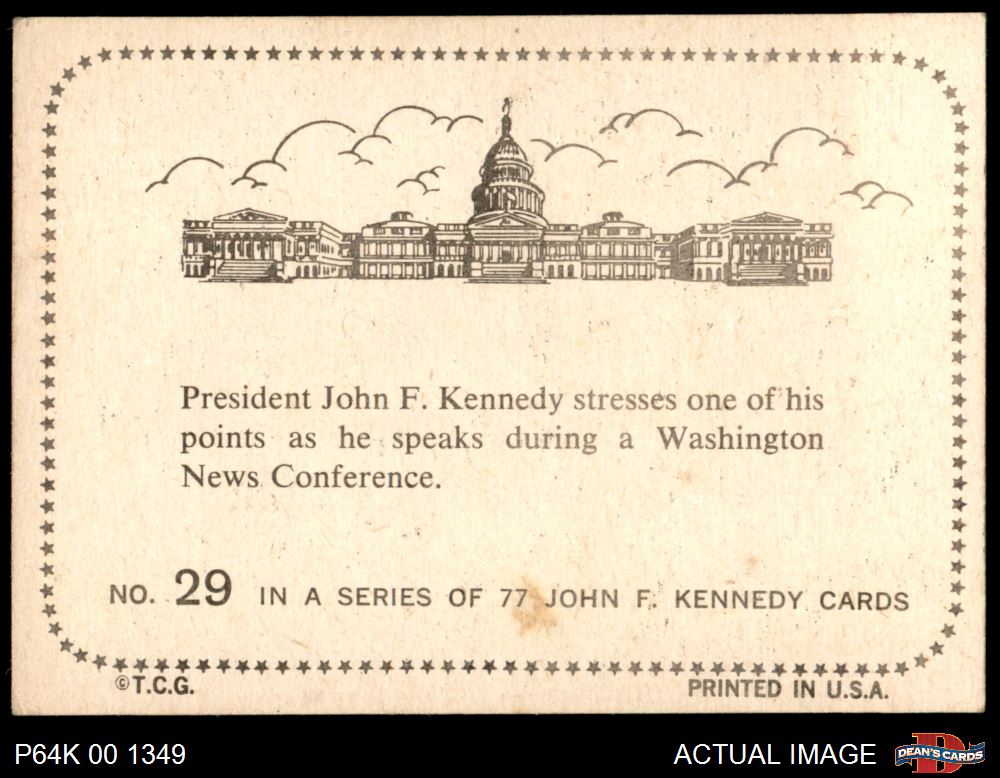 President John F. Kennedy stresses one of his
points as he speaks during a Washington
News Conference.
NO. 29 IN A SERIES OF 77 JOHN F. KENNEDY CARDS
©T.C.G.
PRINTED IN U.S.A.
P64K 00 1349
ACTUAL IMAGE
D
DEAN'S CARDS